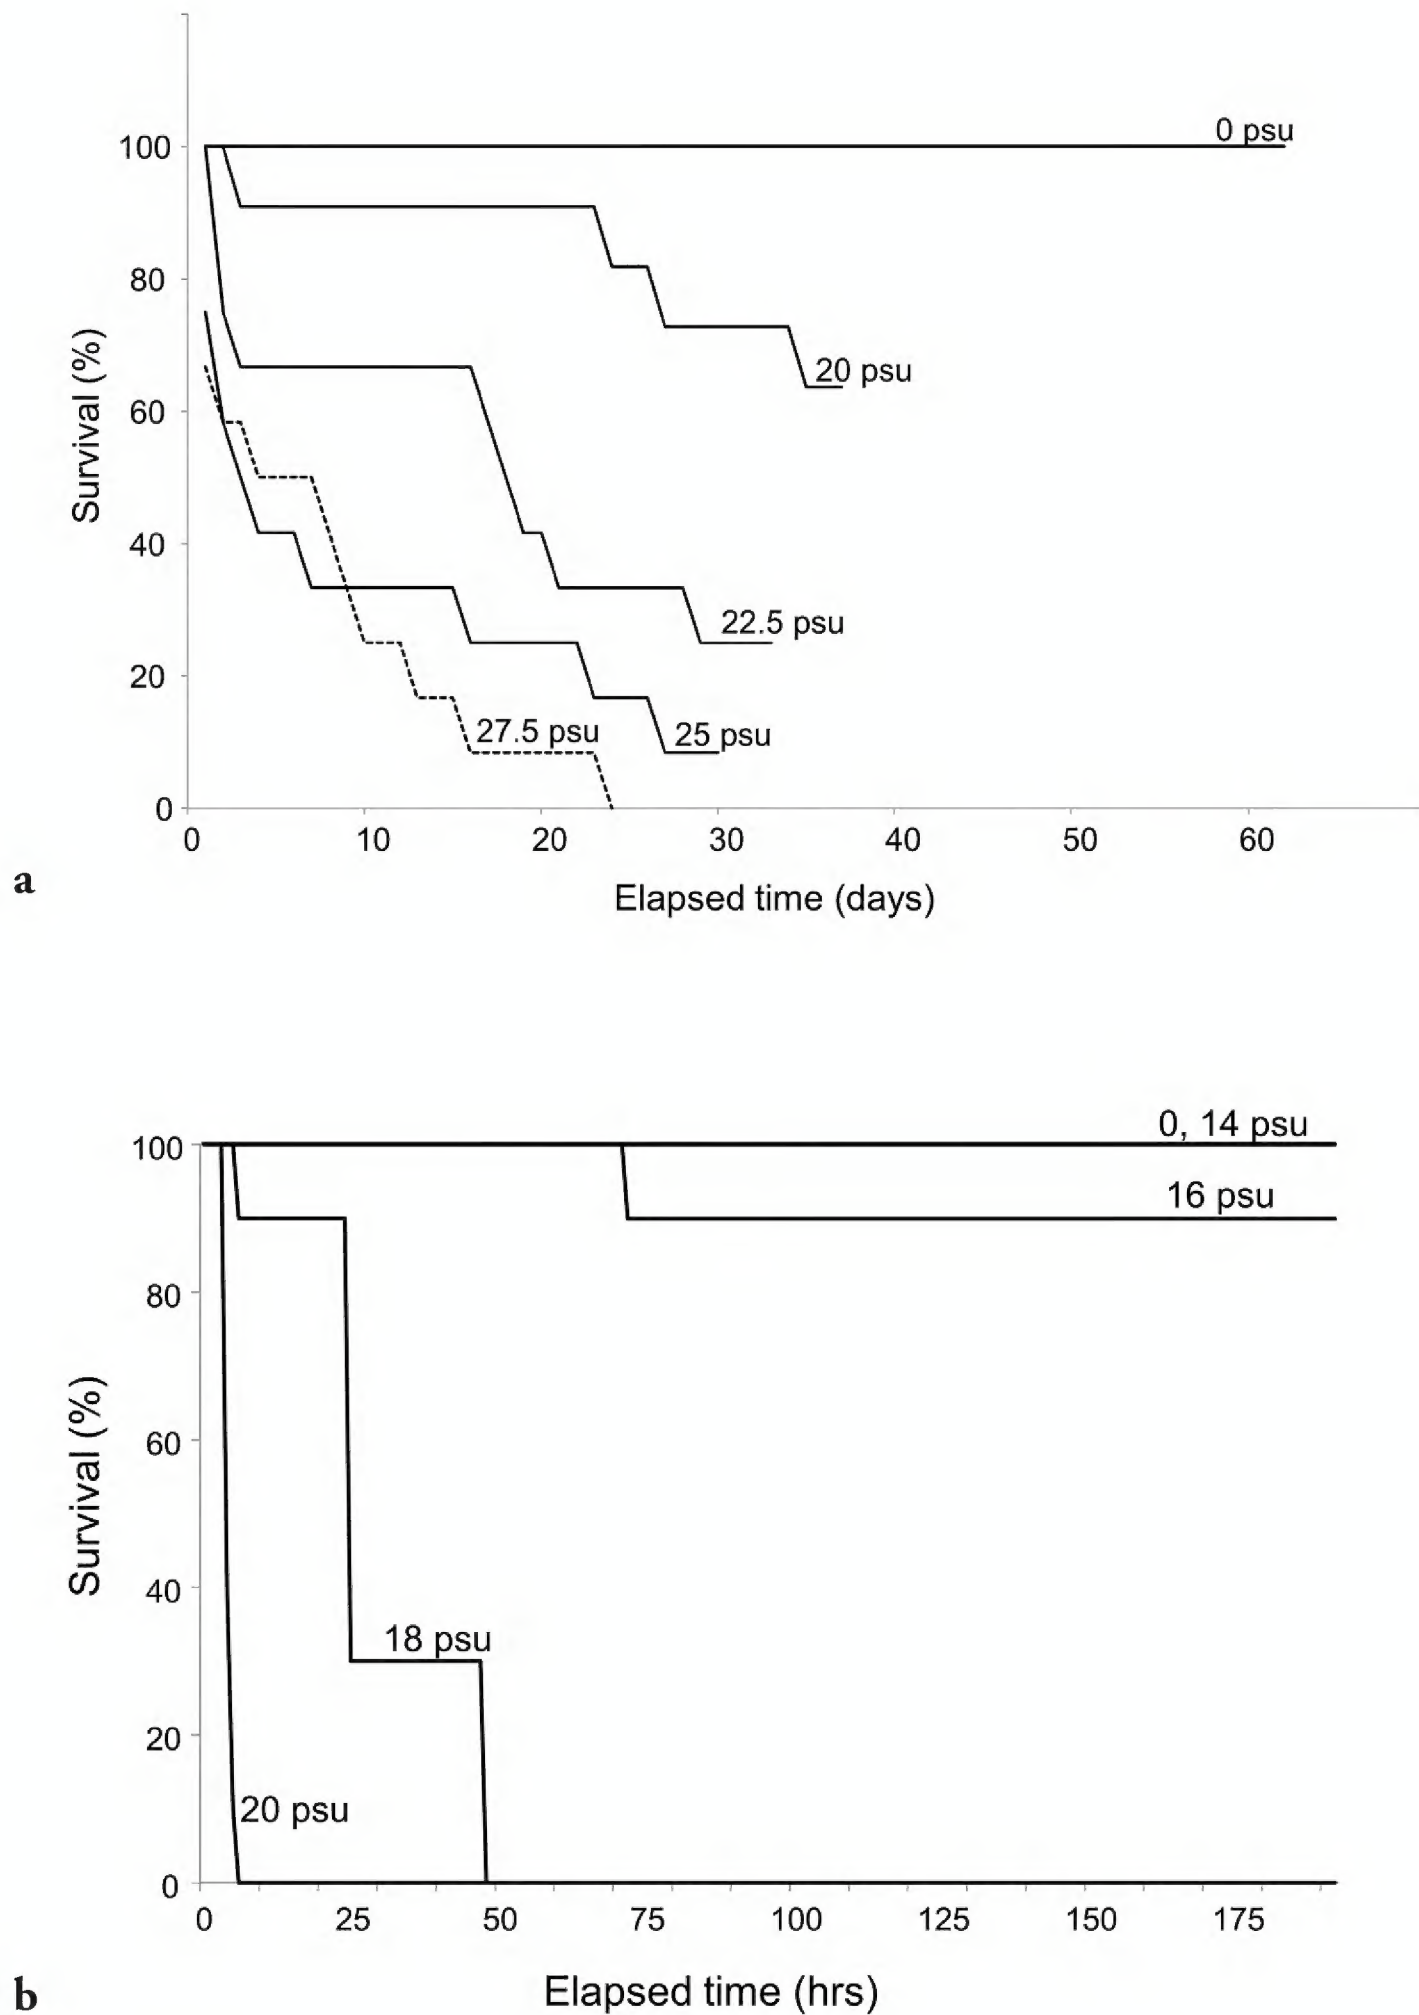 0 psu
100
80
Survival (%)
20 psu
60
40
22.5 psu
20
27.5 psu
25 psu
0
0 10 20 30 40 50 60
a
Elapsed time (days)
0, 14 psu
100
16 psu
80
60
Survival (%)
40
18 psu
20
20 psu
0
0 25 50 75 100 125 150 175
b
Elapsed time (hrs)